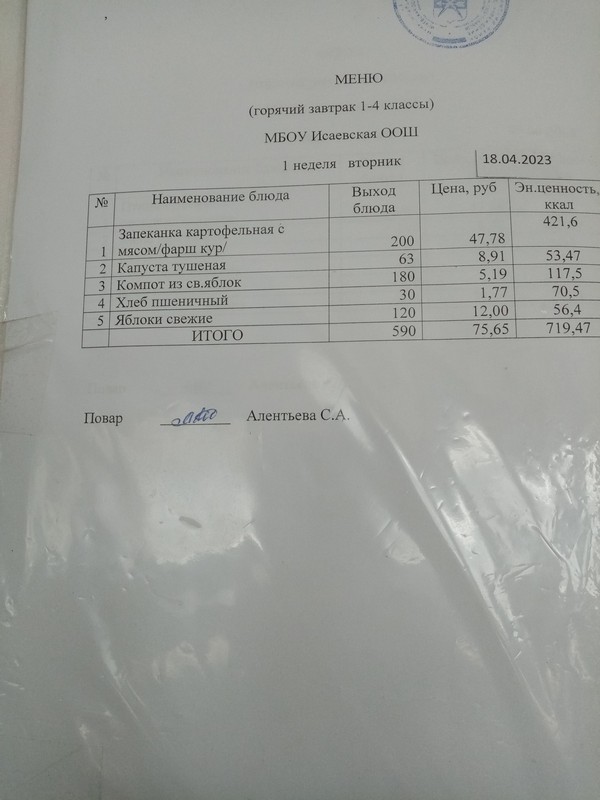 МЕНЮ
(горячий завтрак 1-4 классы)
МБОУ Исаевская ООШ
1 неделя вторник 18.04.2023
№ Наименование блюда Выход блюда Цена, руб Эн.ценность, ккал
1 Запеканка картофельная с мясом/фарш кур/ 200 47,78 421,6
2 Капуста тушеная 63 8,91 53,47
3 Компот из св.яблок 180 5,19 117,5
4 Хлеб пшеничный 30 1,77 70,5
5 Яблоки свежие 120 12,00 56,4
ИТОГО 590 75,65 719,47
Повар Алентьева С.А.